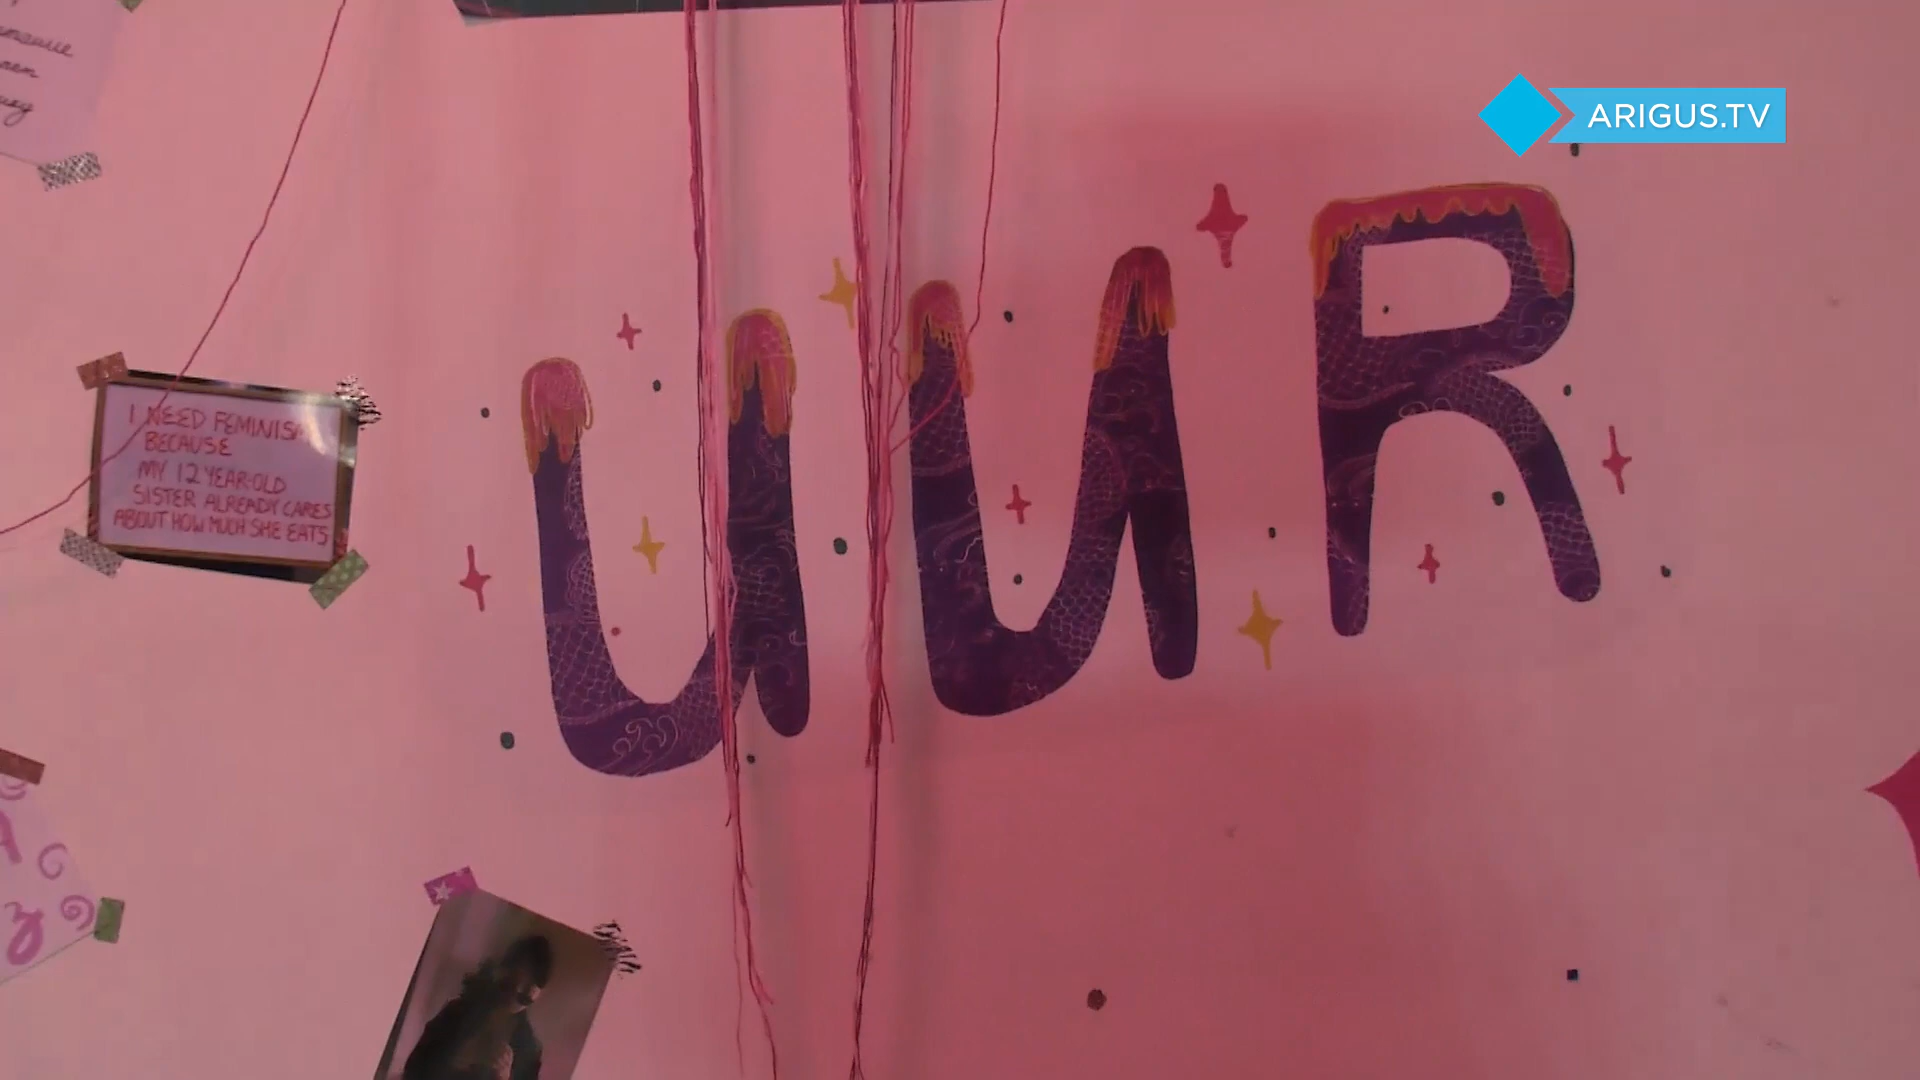 ARIGUS.TV
UUR
I NEED FEMINISM
BECAUSE
MY 12 YEAR-OLD
SISTER ALREADY CARES
ABOUT HOW MUCH SHE EATS